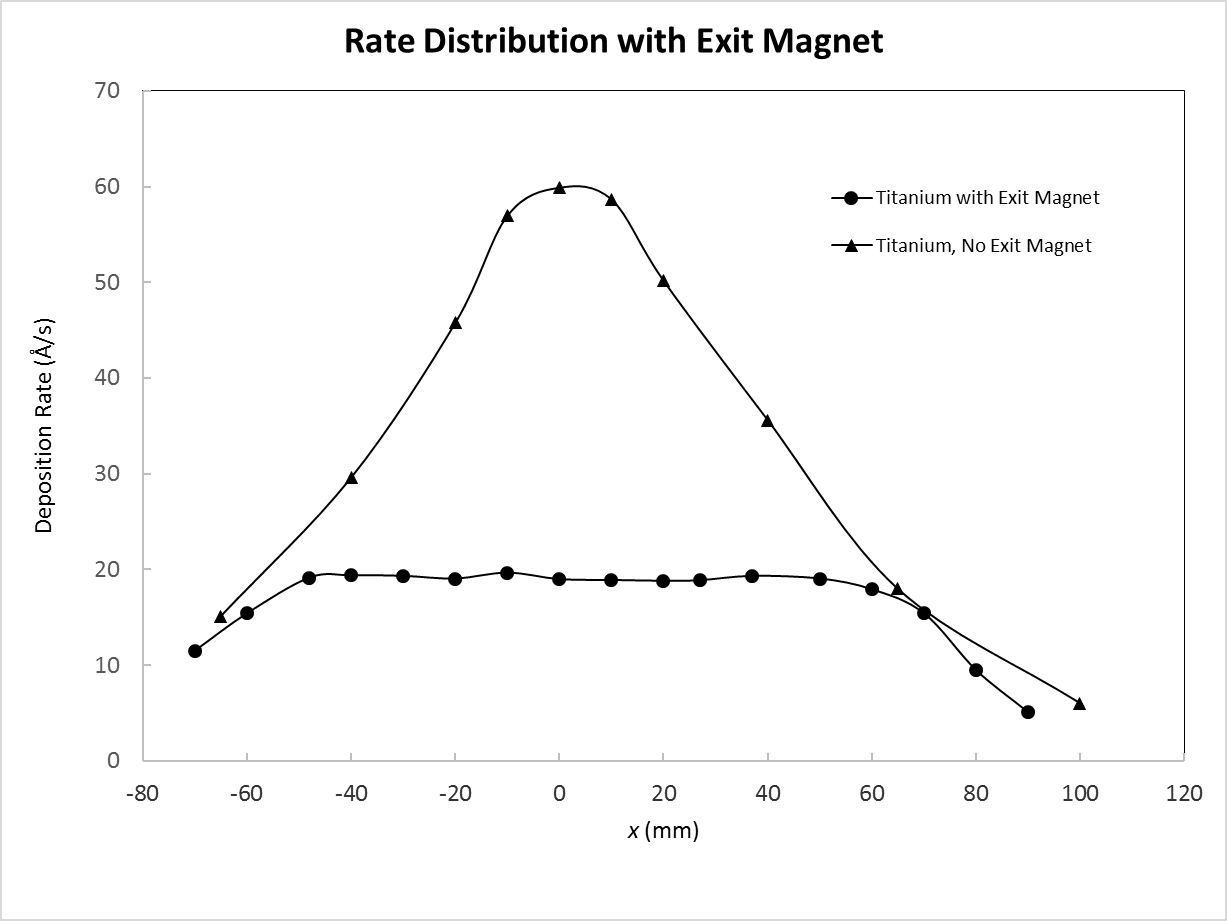 Rate Distribution with Exit Magnet
70
60
50
40
30
20
10
0
Deposition Rate (Å/s)
Titanium with Exit Magnet
Titanium, No Exit Magnet
-80 -60 -40 -20 0 20 40 60 80 100 120
x (mm)